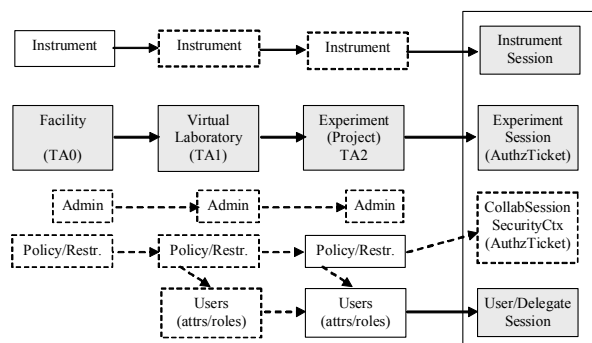 Instrument
Instrument
Instrument
Instrument
Session
Facility
(TA0)
Virtual
Laboratory
(TA1)
Experiment
(Project)
TA2
Experiment
Session
(AuthzTicket)
Admin
Admin
Admin
CollabSession
SecurityCtx
(AuthzTicket)
Policy/Restr.
Policy/Restr.
Policy/Restr.
Users
(attrs/roles)
Users
(attrs/roles)
User/Delegate
Session